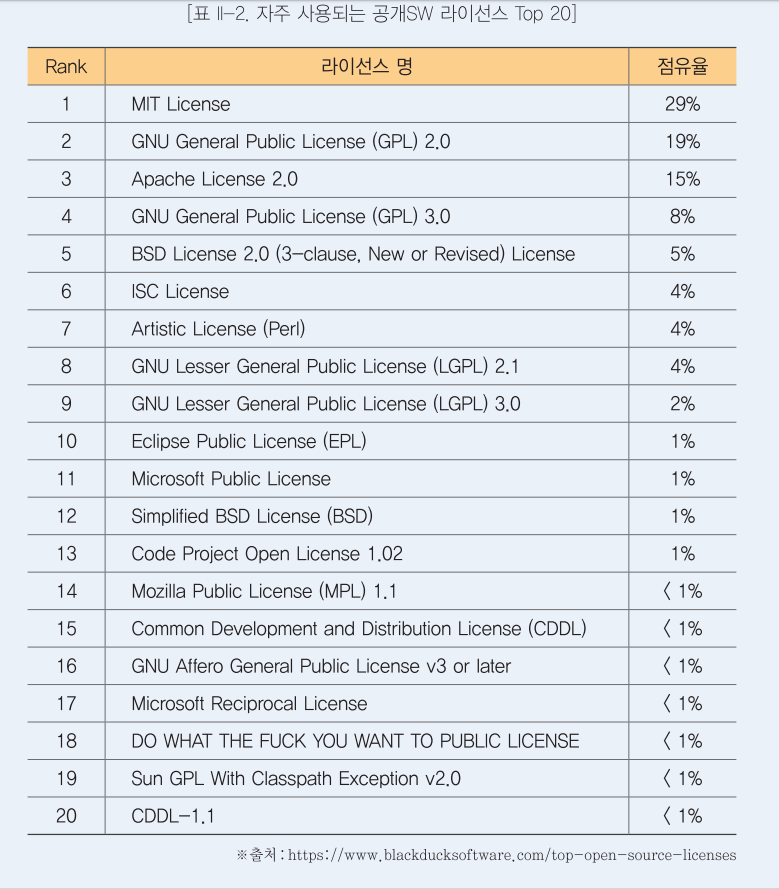 [표 Ⅱ-2. 자주 사용되는 공개SW 라이선스 Top 20]
Rank 라이선스 명 점유율
1 MIT License 29%
2 GNU General Public License (GPL) 2.0 19%
3 Apache License 2.0 15%
4 GNU General Public License (GPL) 3.0 8%
5 BSD License 2.0 (3-clause, New or Revised) License 5%
6 ISC License 4%
7 Artistic License (Perl) 4%
8 GNU Lesser General Public License (LGPL) 2.1 4%
9 GNU Lesser General Public License (LGPL) 3.0 2%
10 Eclipse Public License (EPL) 1%
11 Microsoft Public License 1%
12 Simplified BSD License (BSD) 1%
13 Code Project Open License 1.02 1%
14 Mozilla Public License (MPL) 1.1 〈 1%
15 Common Development and Distribution License (CDDL) 〈 1%
16 GNU Affero General Public License v3 or later 〈 1%
17 Microsoft Reciprocal License 〈 1%
18 DO WHAT THE FUCK YOU WANT TO PUBLIC LICENSE 〈 1%
19 Sun GPL With Classpath Exception v2.0 〈 1%
20 CDDL-1.1 〈 1%
※출처 : https://www.blackducksoftware.com/top-open-source-licenses